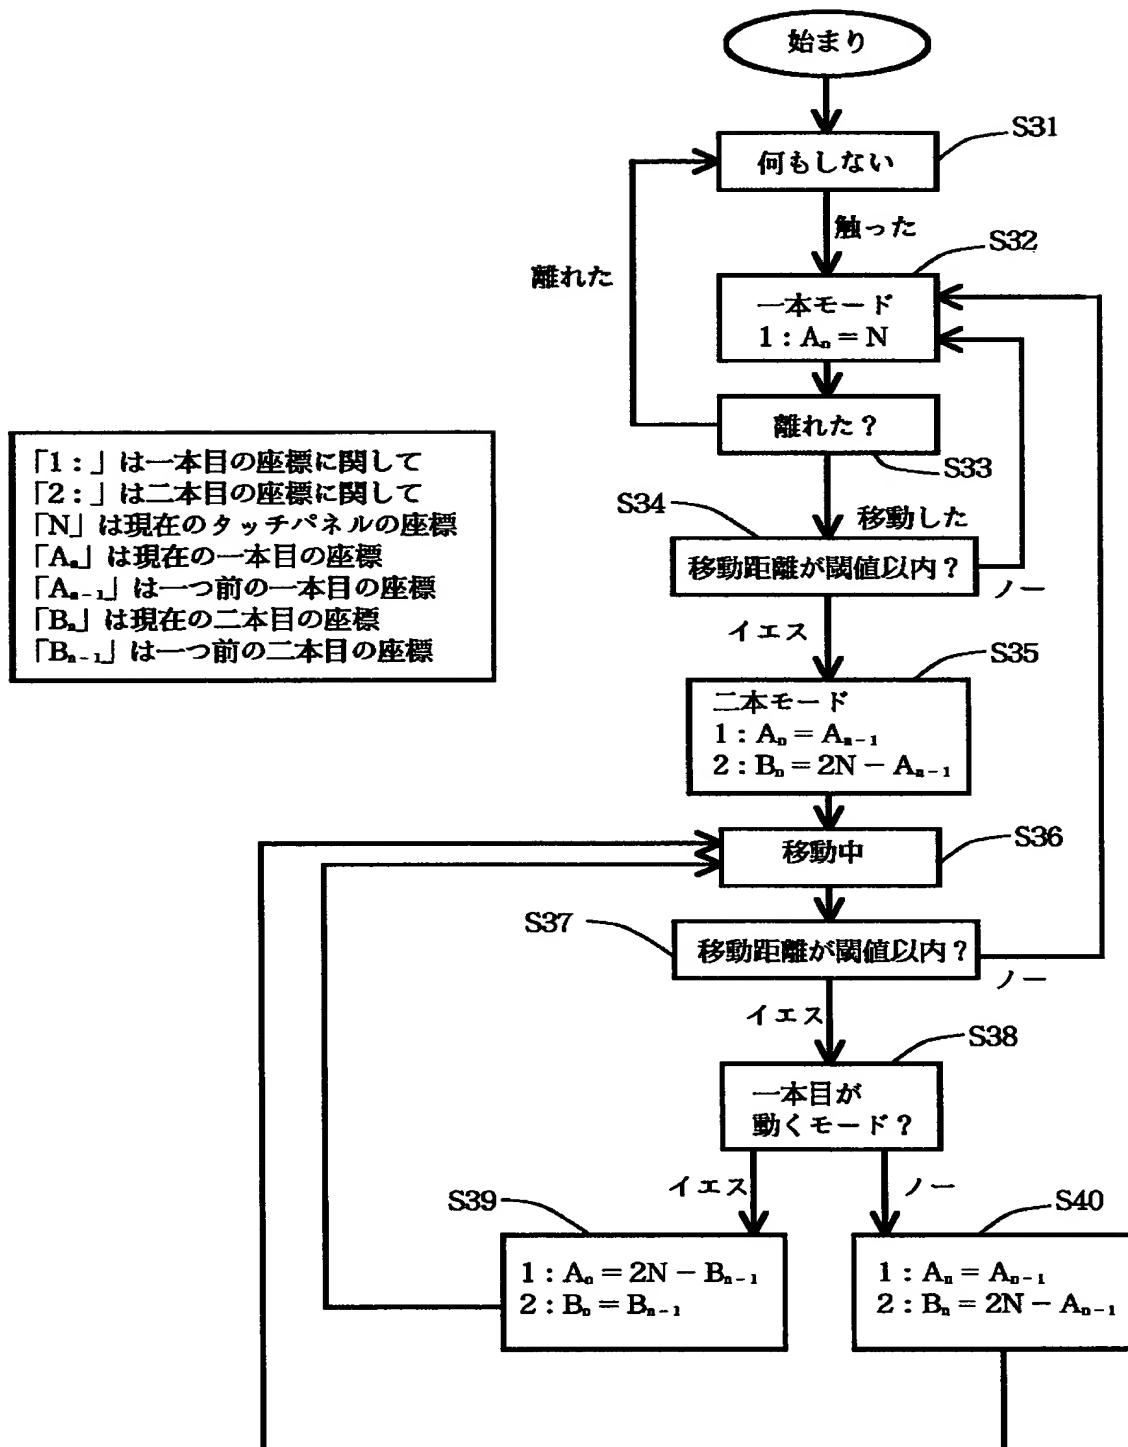 始まり
S31
何もしない
触った
S32
離れた
一本モード
1:Aₙ=N
離れた?
S33
「1:」は一本目の座標に関して
「2:」は二本目の座標に関して
「N」は現在のタッチパネルの座標
「Aₙ」は現在の一本目の座標
「Aₙ₋₁」は一つ前の一本目の座標
「Bₙ」は現在の二本目の座標
「Bₙ₋₁」は一つ前の二本目の座標
S34
移動した
移動距離が閾値以内?
ノー
イエス
S35
二本モード
1:Aₙ=Aₙ₋₁
2:Bₙ=2N-Aₙ₋₁
S36
移動中
S37
移動距離が閾値以内?
ノー
イエス
S38
一本目が
動くモード?
イエス
ノー
S39
S40
1:Aₙ=2N-Bₙ₋₁
2:Bₙ=Bₙ₋₁
1:Aₙ=Aₙ₋₁
2:Bₙ=2N-Aₙ₋₁